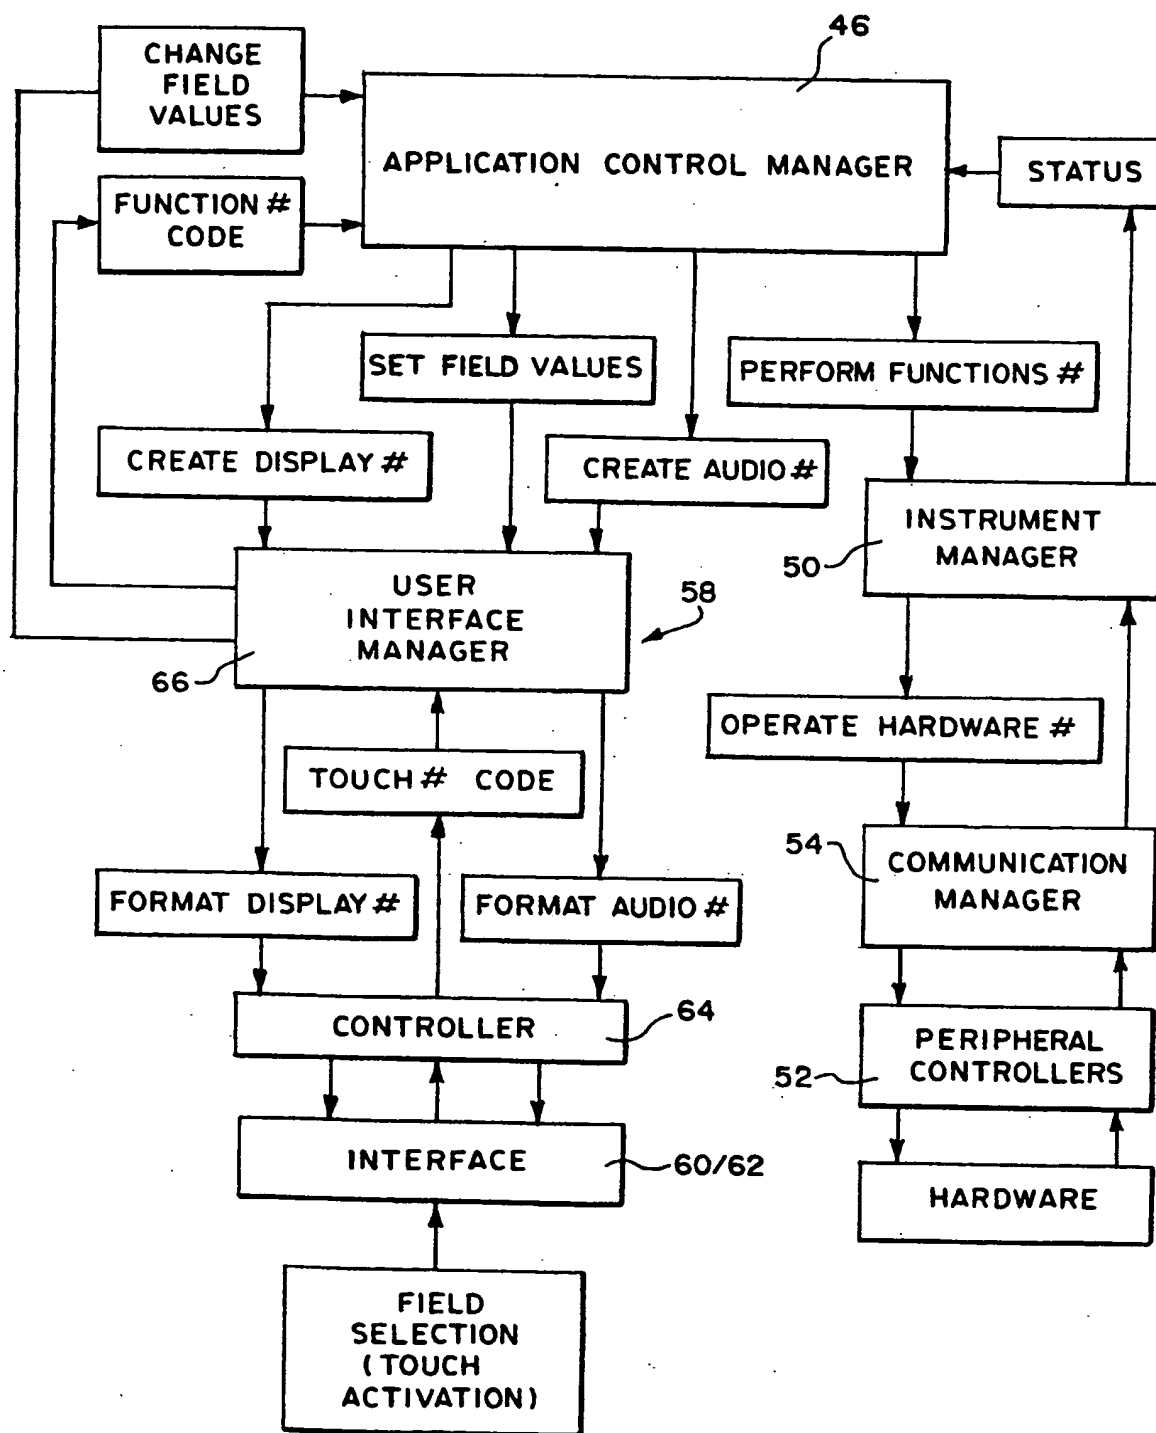 46
CHANGE
FIELD
VALUES
APPLICATION CONTROL MANAGER
STATUS
FUNCTION #
CODE
SET FIELD VALUES
PERFORM FUNCTIONS #
CREATE DISPLAY #
CREATE AUDIO #
INSTRUMENT
MANAGER
50
USER
INTERFACE
MANAGER
58
66
OPERATE HARDWARE #
TOUCH # CODE
54
COMMUNICATION
MANAGER
FORMAT DISPLAY #
FORMAT AUDIO #
CONTROLLER
64
PERIPHERAL
CONTROLLERS
52
INTERFACE
60/62
HARDWARE
FIELD
SELECTION
(TOUCH
ACTIVATION)